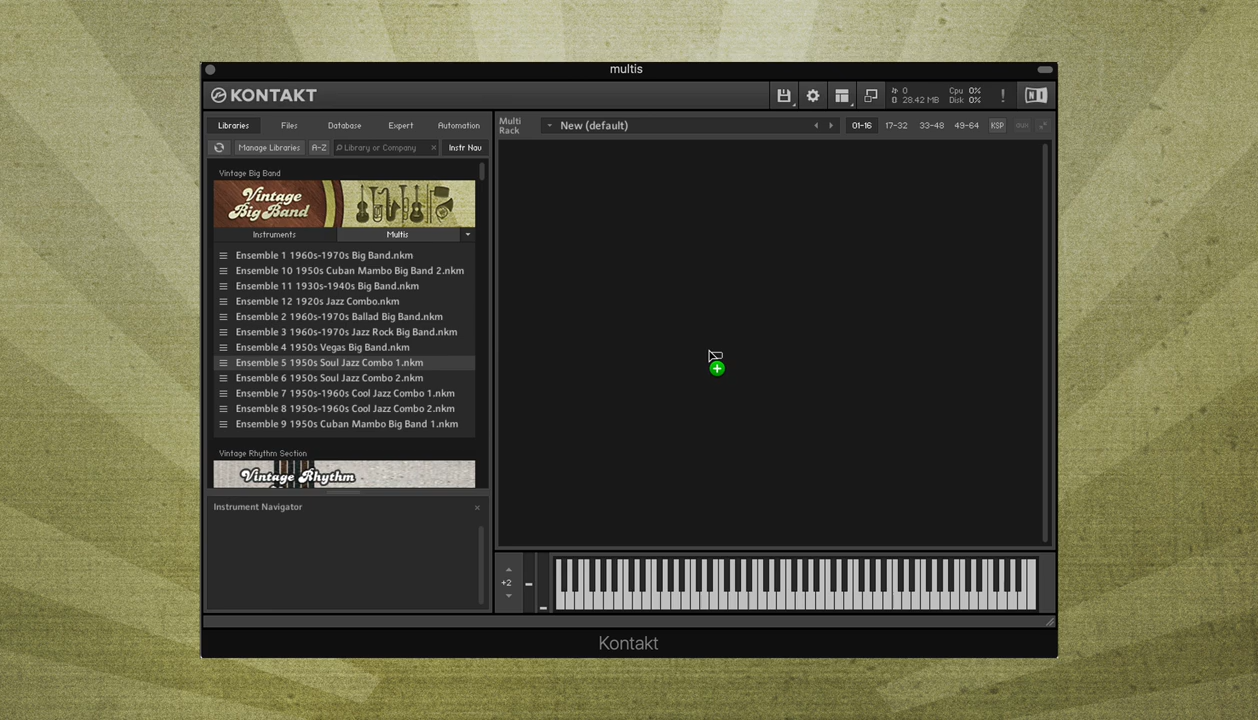 multis
KONTAKT
0
0 28.42 MB
Cpu 0%
Disk 0%
!
NI
Libraries Files Database Expert Automation
Multi
Rack
New (default)
01-16 17-32 33-48 49-64 KSP
Manage Libraries A-Z Library or Company × Instr Nav
Vintage Big Band
Vintage
Big Band
Instruments Multis
Ensemble 1 1960s-1970s Big Band.nkm
Ensemble 10 1950s Cuban Mambo Big Band 2.nkm
Ensemble 11 1930s-1940s Big Band.nkm
Ensemble 12 1920s Jazz Combo.nkm
Ensemble 2 1960s-1970s Ballad Big Band.nkm
Ensemble 3 1960s-1970s Jazz Rock Big Band.nkm
Ensemble 4 1950s Vegas Big Band.nkm
Ensemble 5 1950s Soul Jazz Combo 1.nkm
Ensemble 6 1950s Soul Jazz Combo 2.nkm
Ensemble 7 1950s-1960s Cool Jazz Combo 1.nkm
Ensemble 8 1950s-1960s Cool Jazz Combo 2.nkm
Ensemble 9 1950s Cuban Mambo Big Band 1.nkm
Vintage Rhythm Section
Vintage Rhythm
Instrument Navigator ×
+2
Kontakt